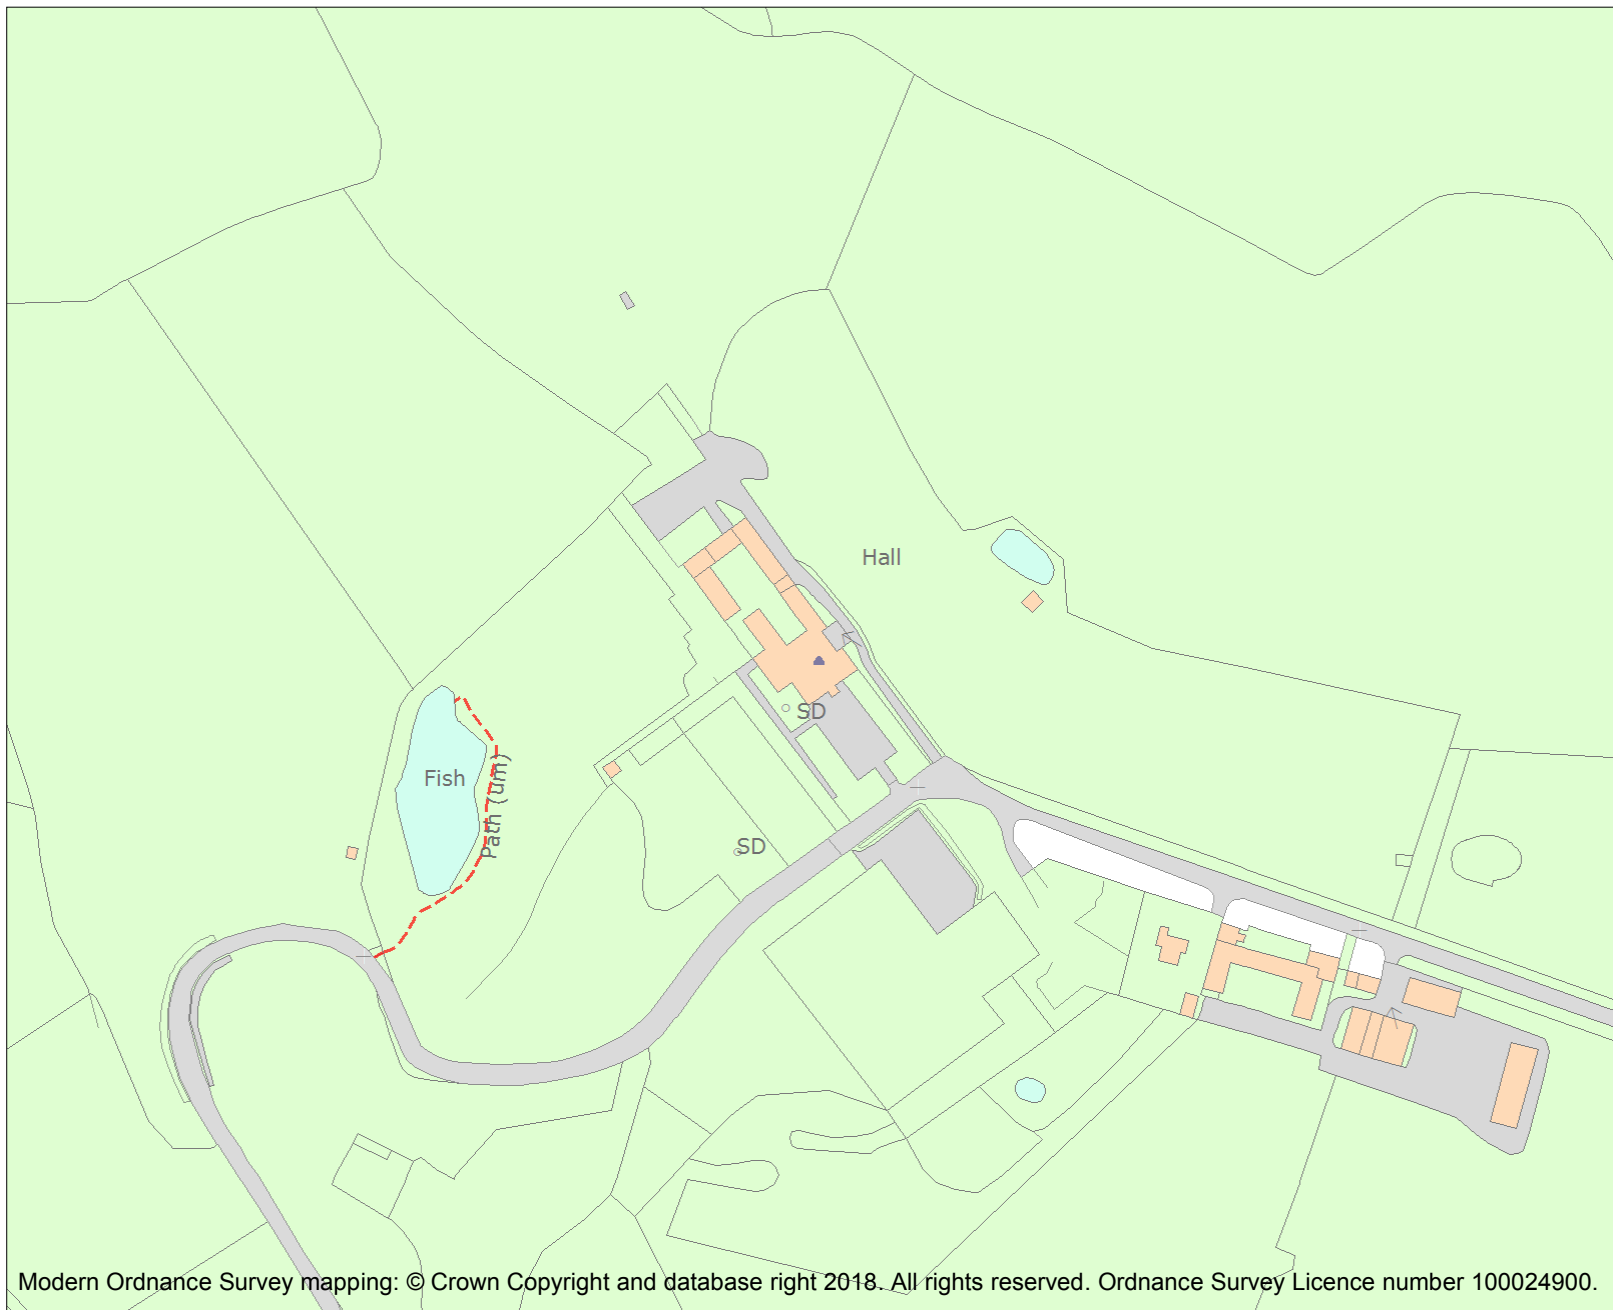 Hall
SD
Fish
Path (um)
SD
Modern Ordnance Survey mapping: © Crown Copyright and database right 2018. All rights reserved. Ordnance Survey Licence number 100024900.